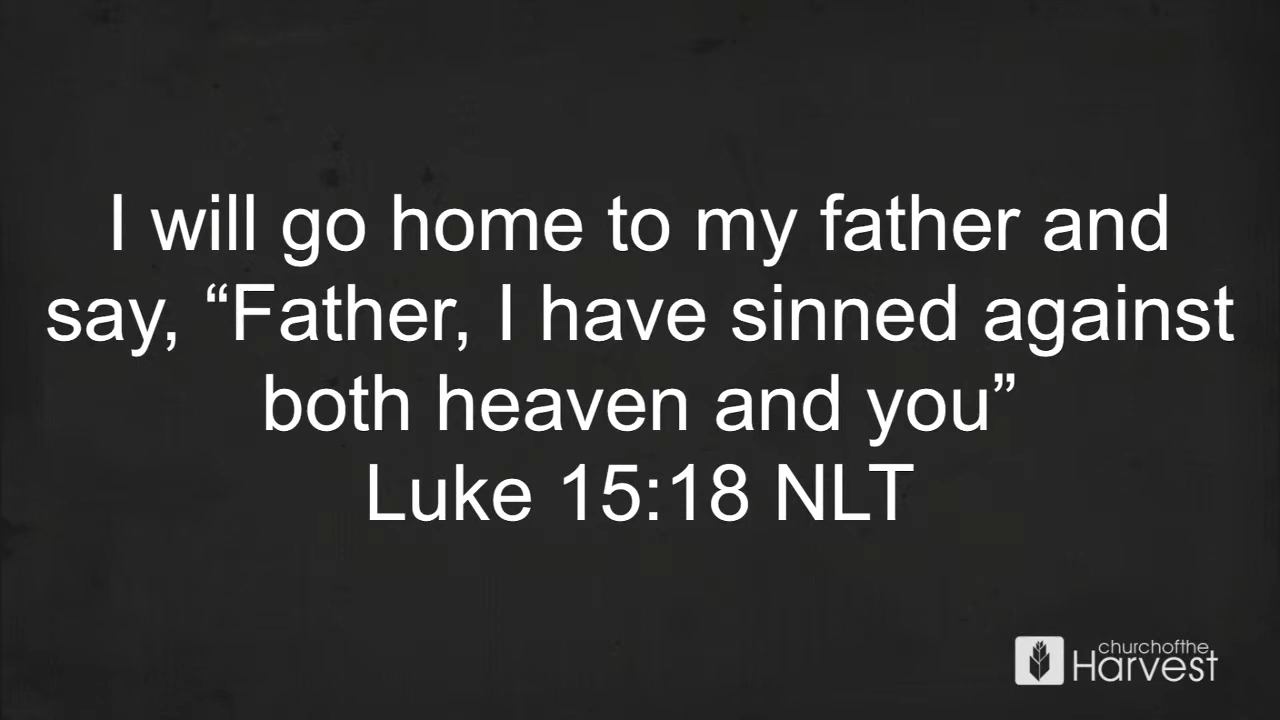 I will go home to my father and
say, “Father, I have sinned against
both heaven and you”
Luke 15:18 NLT
churchofthe
Harvest